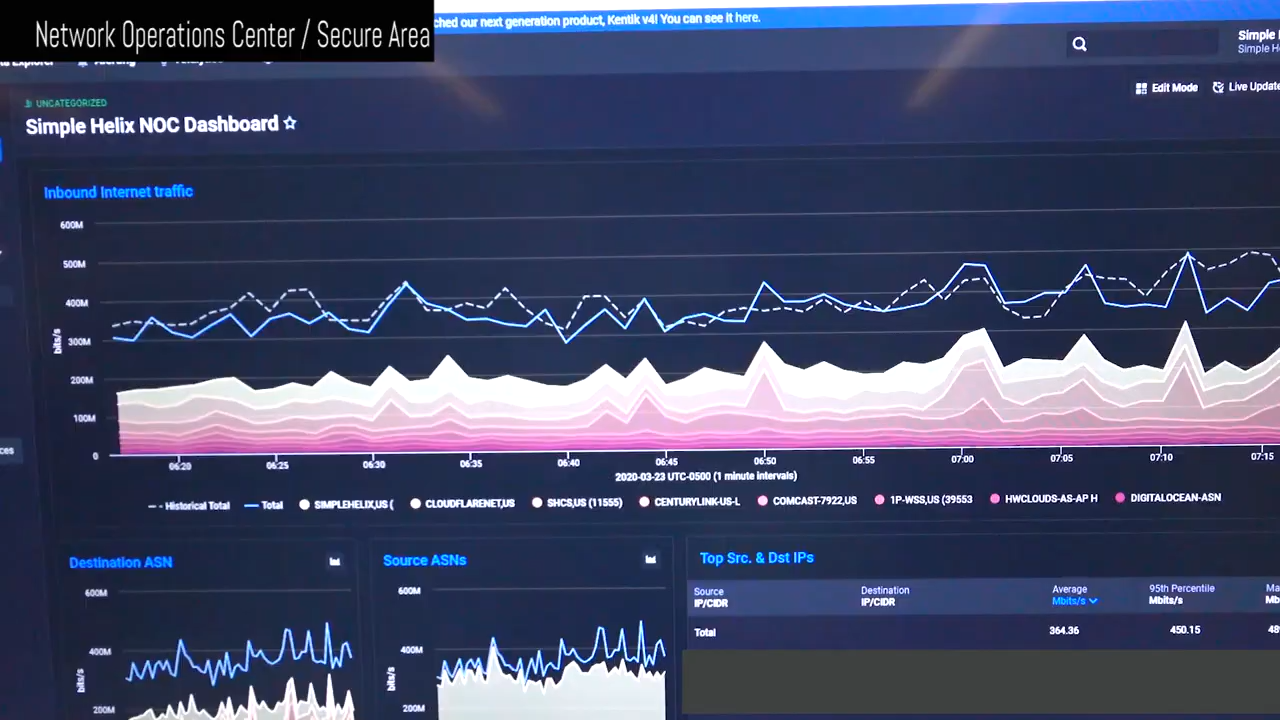 Network Operations Center / Secure Area
ched our next generation product, Kentik v4! You can see it here.
Simple
Simple He
Edit Mode
Live Update
UNCATEGORIZED
Simple Helix NOC Dashboard
Inbound Internet traffic
600M
500M
400M
300M
200M
100M
0
bits/s
06:20 06:25 06:30 06:35 06:40 06:45 06:50 06:55 07:00 07:05 07:10 07:15
2020-03-23 UTC-0500 (1 minute intervals)
Historical Total Total SIMPLEHELIX,US ( CLOUDFLARENET,US SHCS,US (11555) CENTURYLINK-US-L COMCAST-7922,US 1P-WSS,US (39553 HWCLOUDS-AS-AP H DIGITALOCEAN-ASN
ces
Destination ASN
600M
400M
200M
bits/s
Source ASNs
600M
400M
200M
bits/s
Top Src. & Dst IPs
Source
IP/CIDR
Destination
IP/CIDR
Average
Mbits/s
95th Percentile
Mbits/s
Ma
Mb
Total 364.36 450.15 48